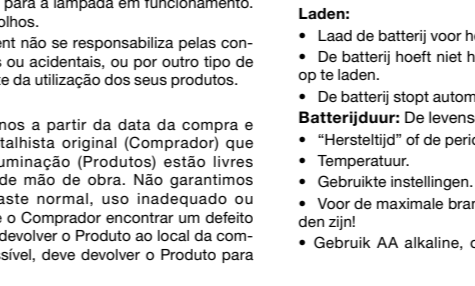 para a lâmpada em funcionamento.
olhos.
ent não se responsabiliza pelas con-
s ou acidentais, ou por outro tipo de
te da utilização dos seus produtos.
nos a partir da data da compra e
talhista original (Comprador) que
uminação (Produtos) estão livres
de mão de obra. Não garantimos
aste normal, uso inadequado ou
e o Comprador encontrar um defeito
devolver o Produto ao local da com-
ssível, deve devolver o Produto para
Laden:
• Laad de batterij voor he
• De batterij hoeft niet h
op te laden.
• De batterij stopt autom
Batterijduur: De levens
• “Hersteltijd” of de perio
• Temperatuur.
• Gebruikte instellingen.
• Voor de maximale bran
den zijn!
• Gebruik AA alkaline, o